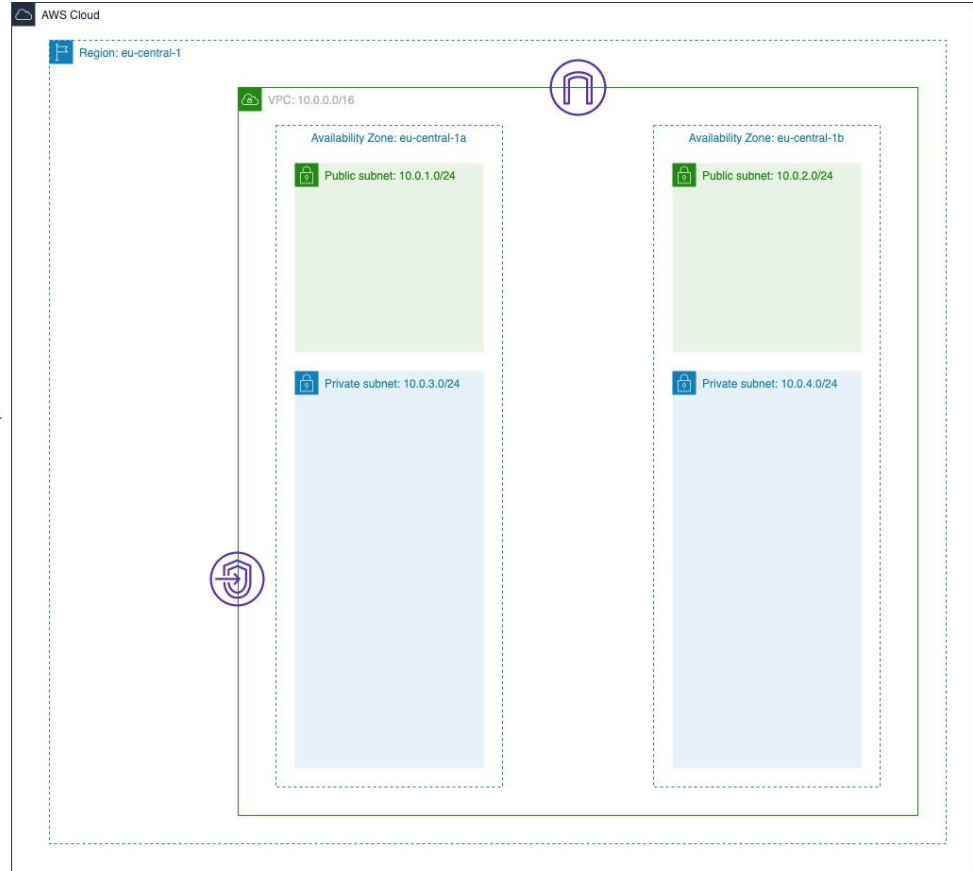 AWS Cloud
Region: eu-central-1
VPC: 10.0.0.0/16
Availability Zone: eu-central-1a
Availability Zone: eu-central-1b
Public subnet: 10.0.1.0/24
Public subnet: 10.0.2.0/24
Private subnet: 10.0.3.0/24
Private subnet: 10.0.4.0/24